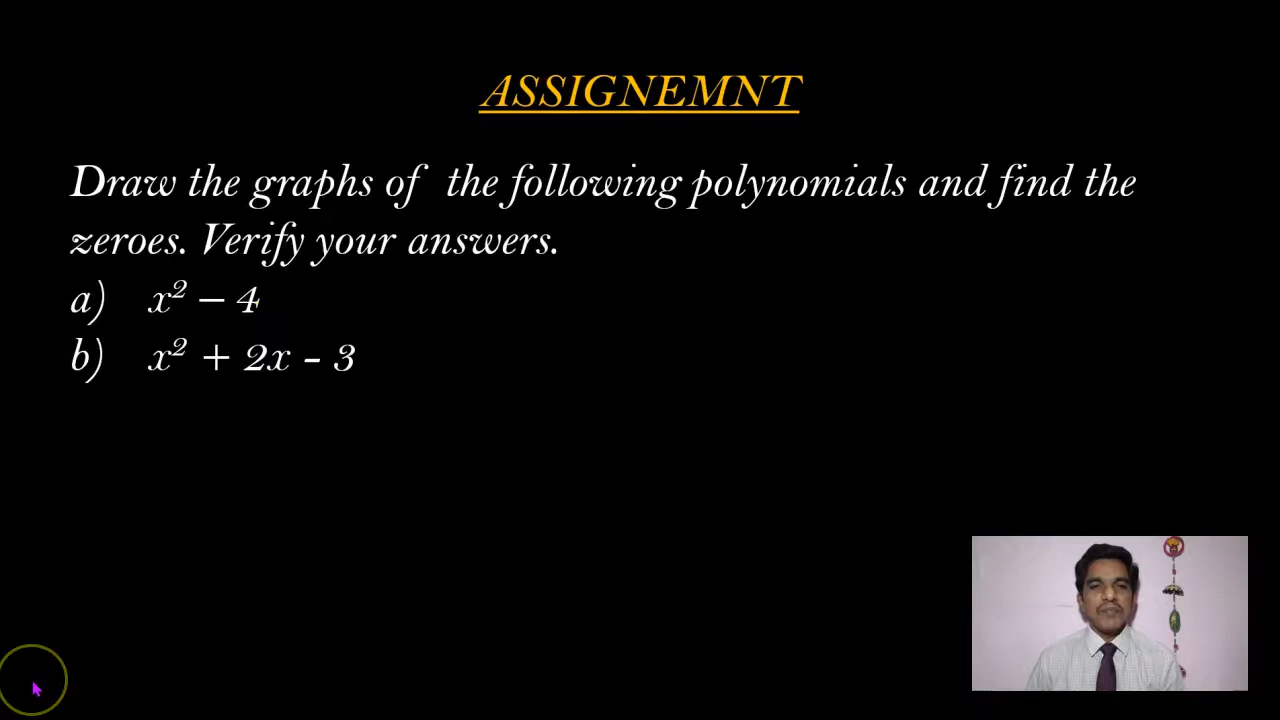 ASSIGNEMNT
Draw the graphs of the following polynomials and find the
zeroes. Verify your answers.
a) x² – 4
b) x² + 2x - 3